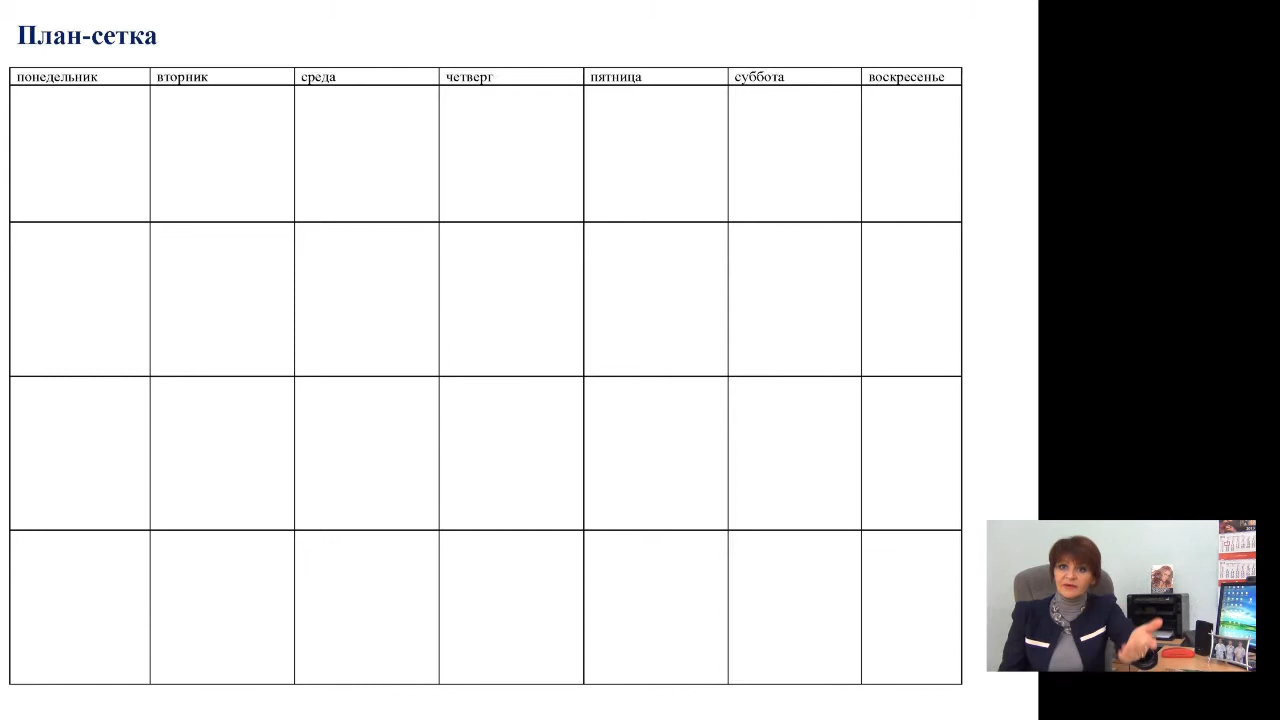 План-сетка
понедельник вторник среда четверг пятница суббота воскресенье